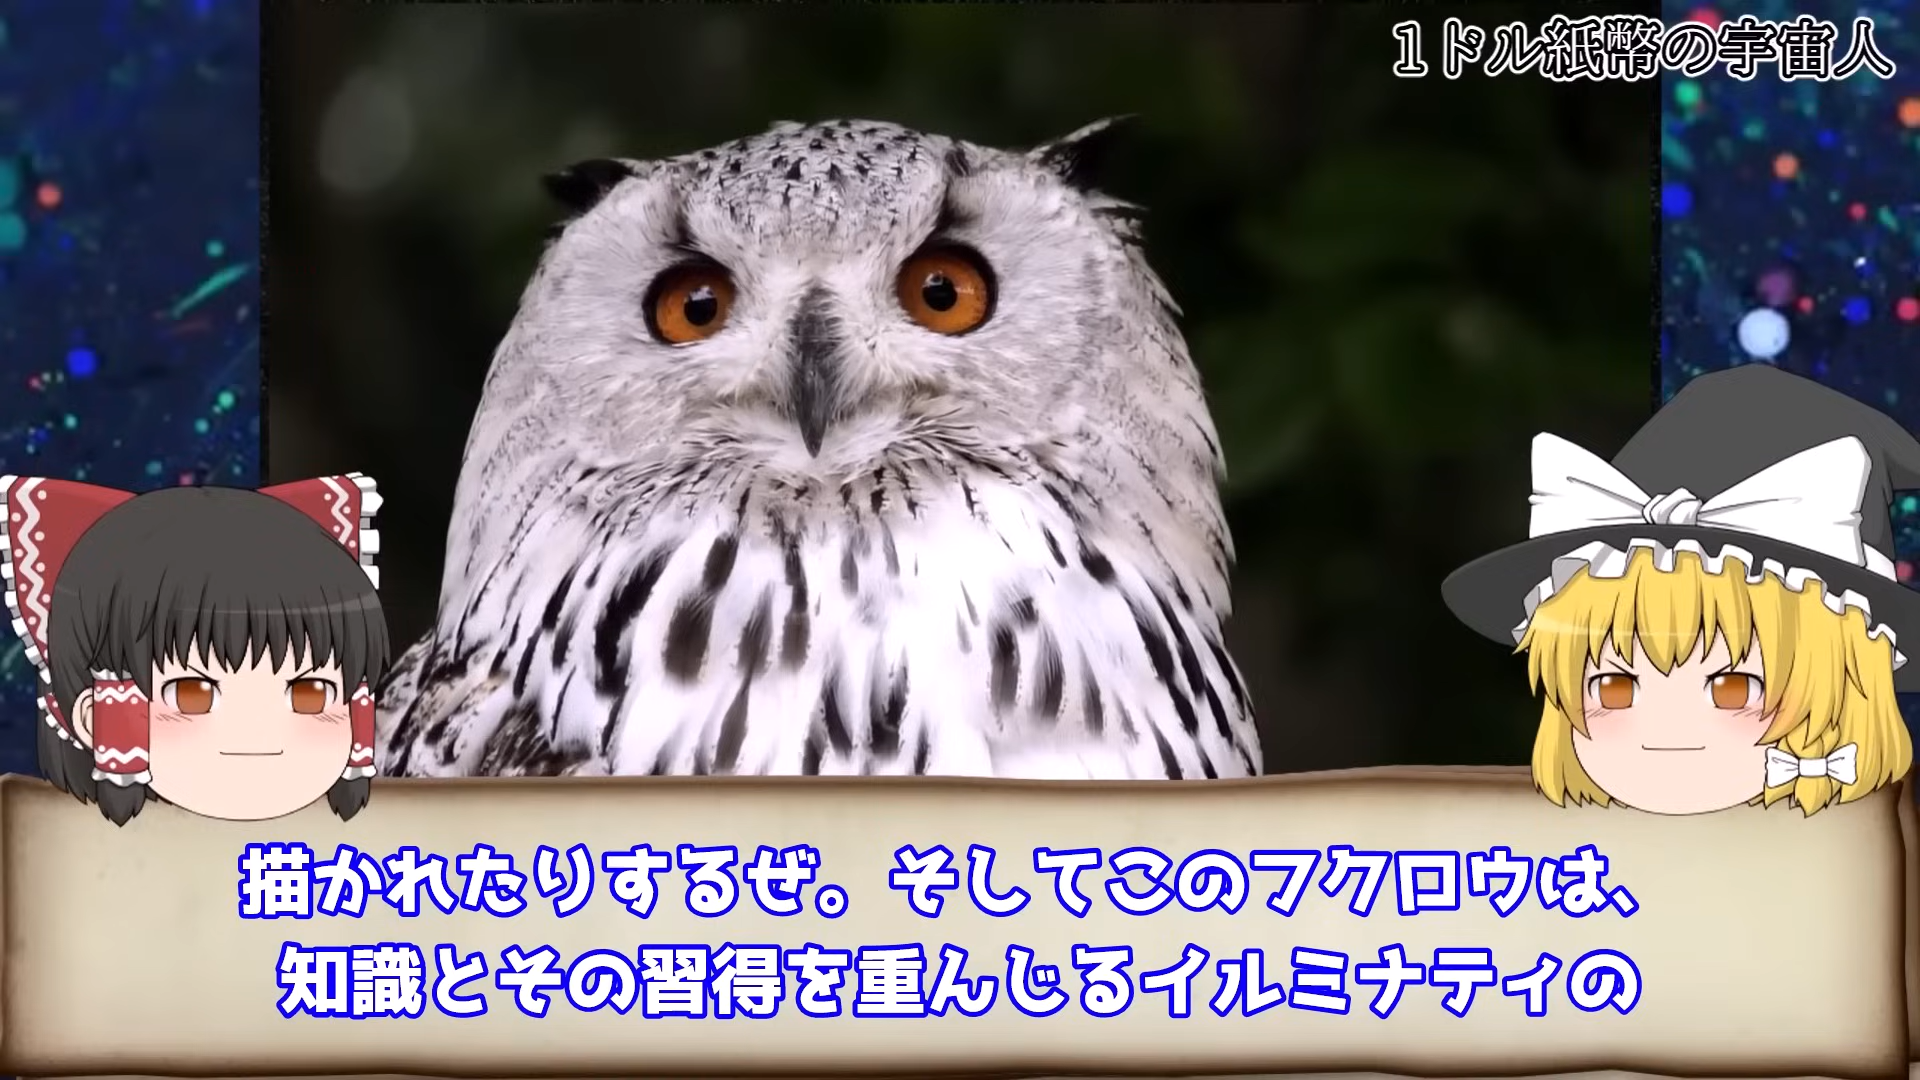 1ドル紙幣の宇宙人
描かれたりするぜ。そしてこのフクロウは、
知識とその習得を重んじるイルミナティの